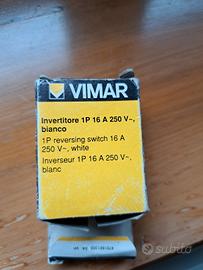 VIMAR
Invertitore 1P 16 A 250 V~,
bianco
1P reversing switch 16 A
250 V~, white
Inverseur 1P 16 A 250 V~,
blanc
subito